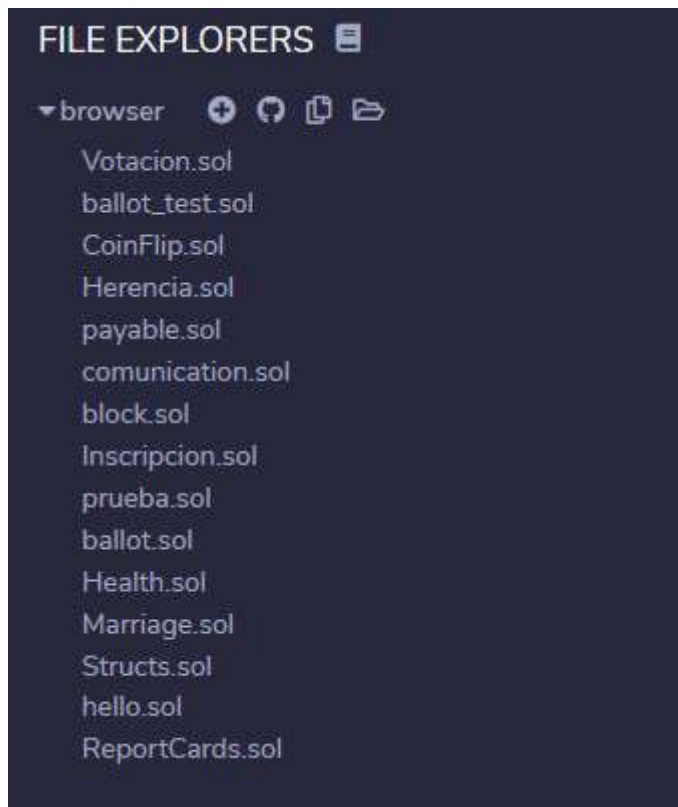 FILE EXPLORERS
browser
Votacion.sol
ballot_test.sol
CoinFlip.sol
Herencia.sol
payable.sol
comunication.sol
block.sol
Inscripcion.sol
prueba.sol
ballot.sol
Health.sol
Marriage.sol
Structs.sol
hello.sol
ReportCards.sol